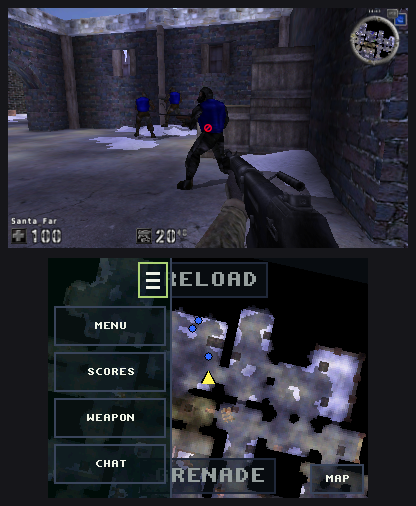 Santa Far
100
20
RELOAD
MENU
SCORES
WEAPON
CHAT
RENADE
MAP